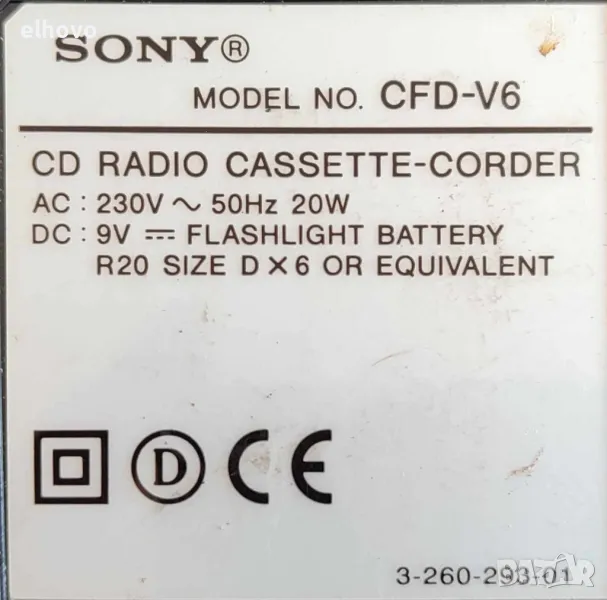 elhovo
SONY®
MODEL NO. CFD-V6
CD RADIO CASSETTE-CORDER
AC : 230V ~ 50Hz 20W
DC : 9V ⎓ FLASHLIGHT BATTERY
R20 SIZE D × 6 OR EQUIVALENT
D CE
3-260-293-01
BAZAR